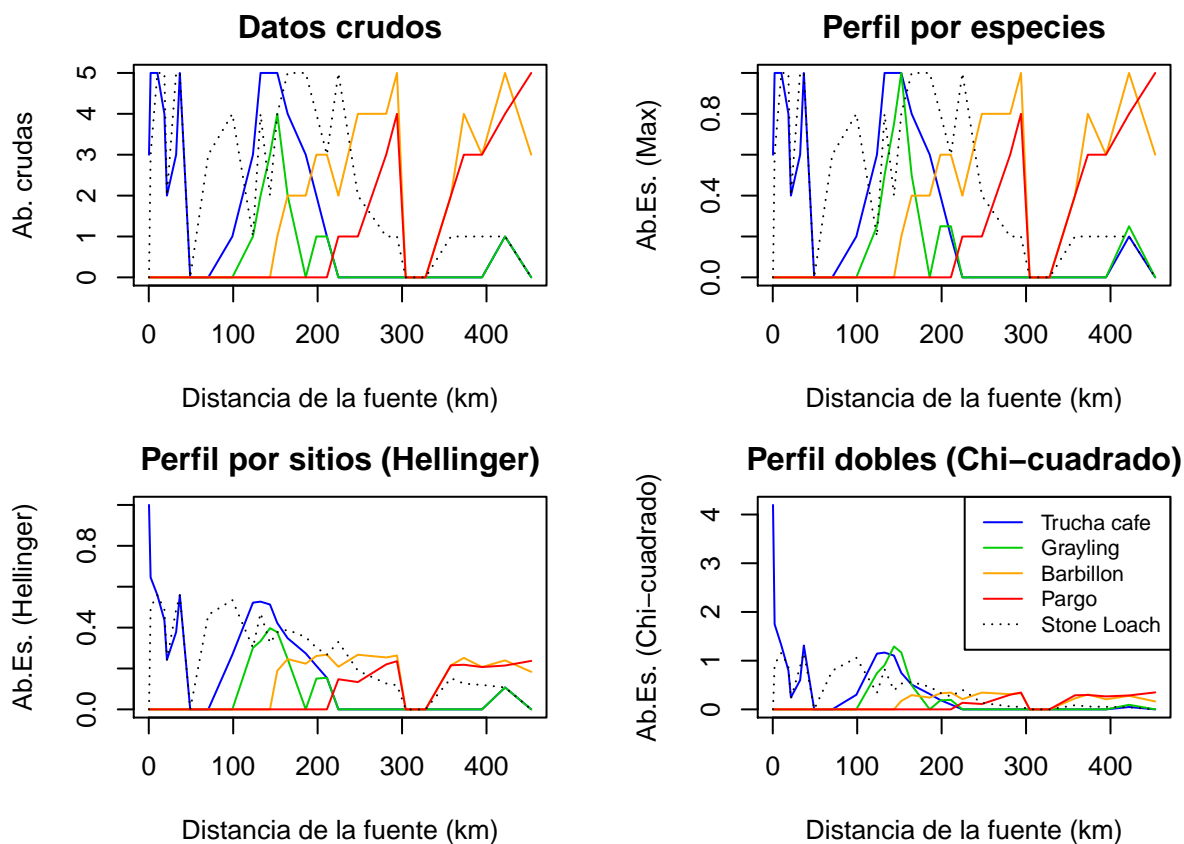 Datos crudos
Ab. crudas
5
4
3
2
1
0
0 100 200 300 400
Distancia de la fuente (km)
Perfil por especies
Ab.Es. (Max)
0.8
0.4
0.0
0 100 200 300 400
Distancia de la fuente (km)
Perfil por sitios (Hellinger)
Ab.Es. (Hellinger)
0.8
0.4
0.0
0 100 200 300 400
Distancia de la fuente (km)
Perfil dobles (Chi−cuadrado)
Ab.Es. (Chi−cuadrado)
4
3
2
1
0
Trucha cafe
Grayling
Barbillon
Pargo
Stone Loach
0 100 200 300 400
Distancia de la fuente (km)